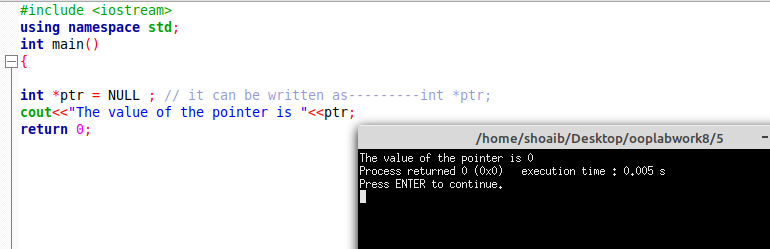 #include <iostream>
using namespace std;
int main()
{
int *ptr = NULL ; // it can be written as---------int *ptr;
cout<<"The value of the pointer is "<<ptr;
return 0;
/home/shoaib/Desktop/ooplabwork8/5
The value of the pointer is 0
Process returned 0 (0x0)   execution time : 0.005 s
Press ENTER to continue.